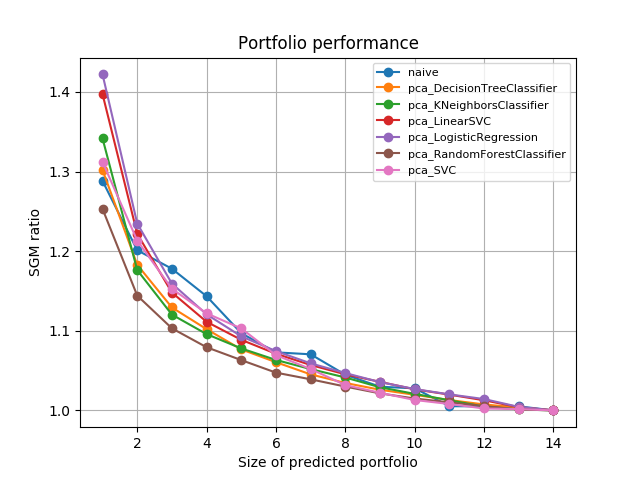 Portfolio performance
SGM ratio
1.4
1.3
1.2
1.1
1.0
naive
pca_DecisionTreeClassifier
pca_KNeighborsClassifier
pca_LinearSVC
pca_LogisticRegression
pca_RandomForestClassifier
pca_SVC
2 4 6 8 10 12 14
Size of predicted portfolio